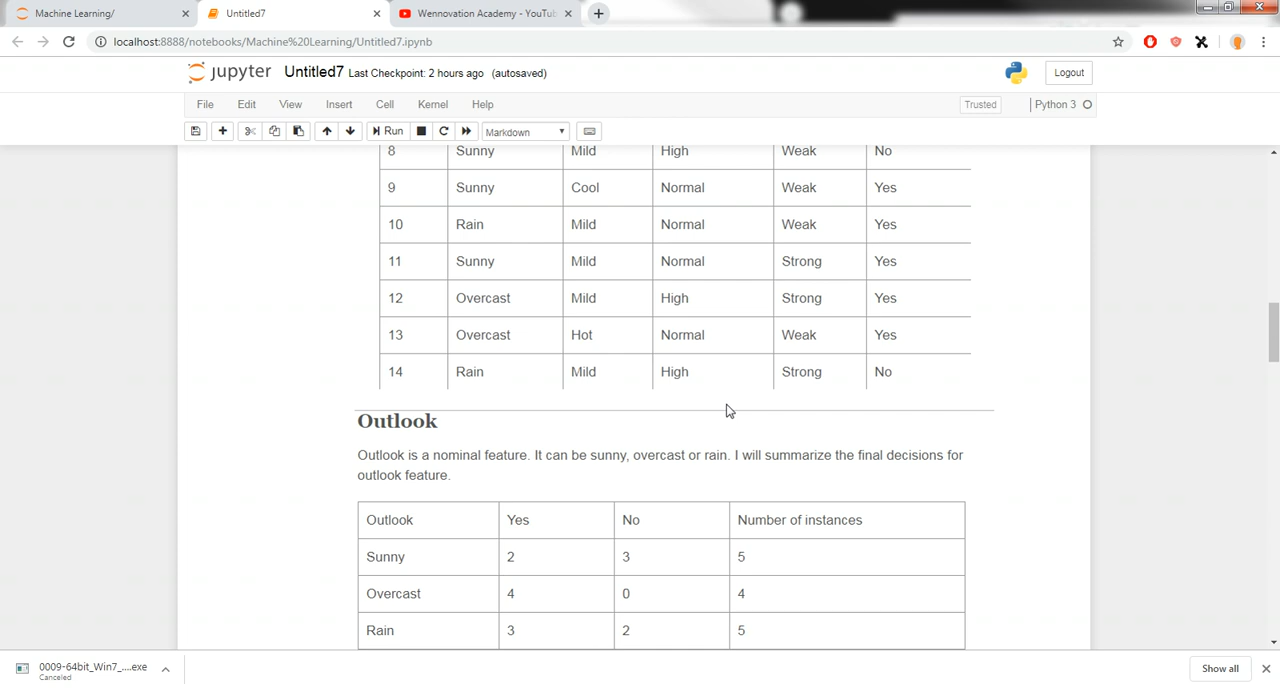 Machine Learning/ × Untitled7 × Wennovation Academy - YouTu × +
localhost:8888/notebooks/Machine%20Learning/Untitled7.ipynb
jupyter Untitled7 Last Checkpoint: 2 hours ago (autosaved) Logout
File Edit View Insert Cell Kernel Help Trusted Python 3
Run Markdown
8 Sunny Mild High Weak No
9 Sunny Cool Normal Weak Yes
10 Rain Mild Normal Weak Yes
11 Sunny Mild Normal Strong Yes
12 Overcast Mild High Strong Yes
13 Overcast Hot Normal Weak Yes
14 Rain Mild High Strong No
Outlook
Outlook is a nominal feature. It can be sunny, overcast or rain. I will summarize the final decisions for
outlook feature.
Outlook Yes No Number of instances
Sunny 2 3 5
Overcast 4 0 4
Rain 3 2 5
0009-64bit_Win7_....exe
Canceled
Show all